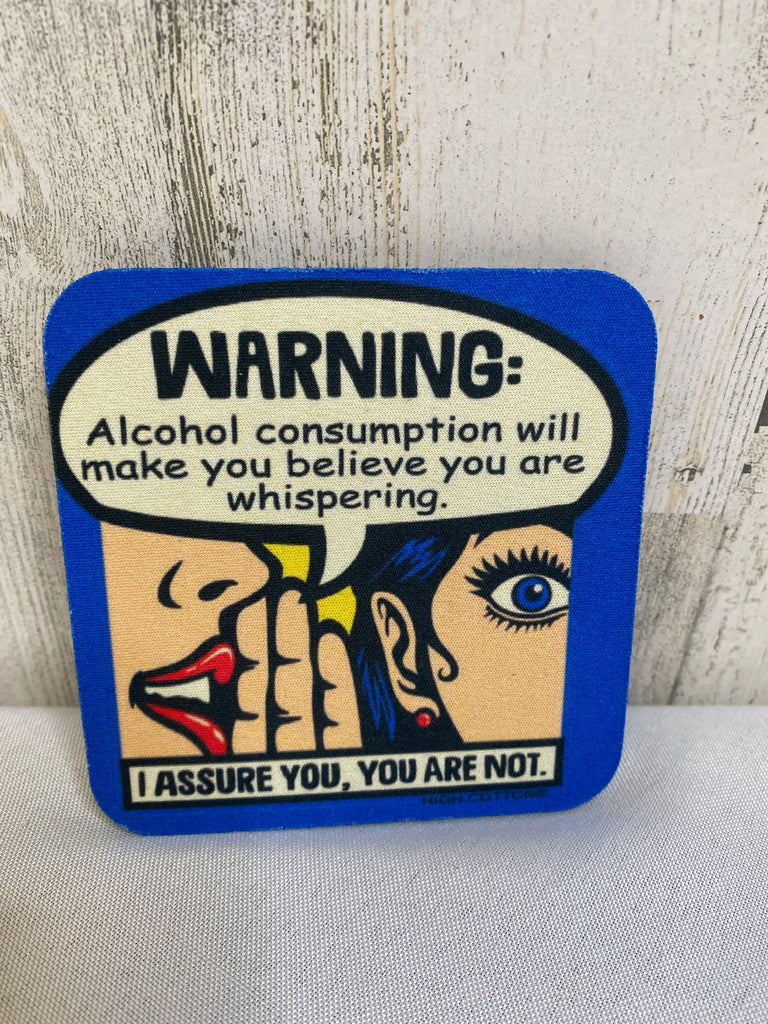 WARNING:
Alcohol consumption will
make you believe you are
whispering.
I ASSURE YOU, YOU ARE NOT.
HIGH COTTON®